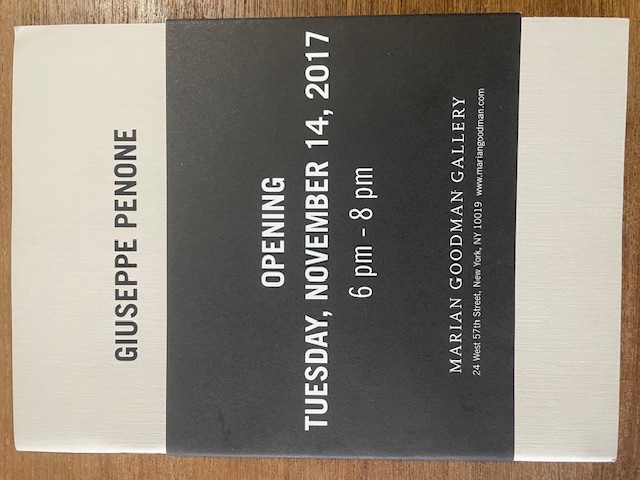 GIUSEPPE PENONE
OPENING
TUESDAY, NOVEMBER 14, 2017
6 pm - 8 pm
MARIAN GOODMAN GALLERY
24 West 57th Street, New York, NY 10019 www.mariangoodman.com